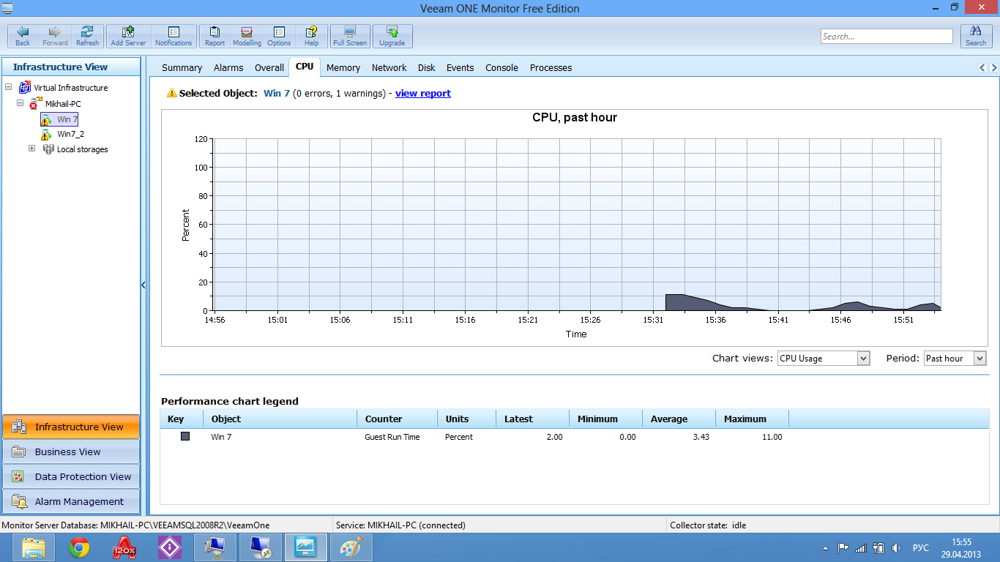 Veeam ONE Monitor Free Edition
Back Forward Refresh Add Server Notifications Report Modelling Options Help Full Screen Upgrade Search... Search
Infrastructure View
Summary Alarms Overall CPU Memory Network Disk Events Console Processes
Virtual Infrastructure
Mikhail-PC
Win 7
Win7_2
Local storages
Selected Object: Win 7 (0 errors, 1 warnings) - view report
CPU, past hour
120
100
80
60
40
20
0
Percent
14:56 15:01 15:06 15:11 15:16 15:21 15:26 15:31 15:36 15:41 15:46 15:51
Time
Chart views: CPU Usage Period: Past hour
Performance chart legend
Key Object Counter Units Latest Minimum Average Maximum
Win 7 Guest Run Time Percent 2.00 0.00 3.43 11.00
Infrastructure View
Business View
Data Protection View
Alarm Management
Monitor Server Database: MIKHAIL-PC\VEEAMSQL2008R2\VeeamOne Service: MIKHAIL-PC (connected) Collector state: idle
120%
РУС
15:55
29.04.2013